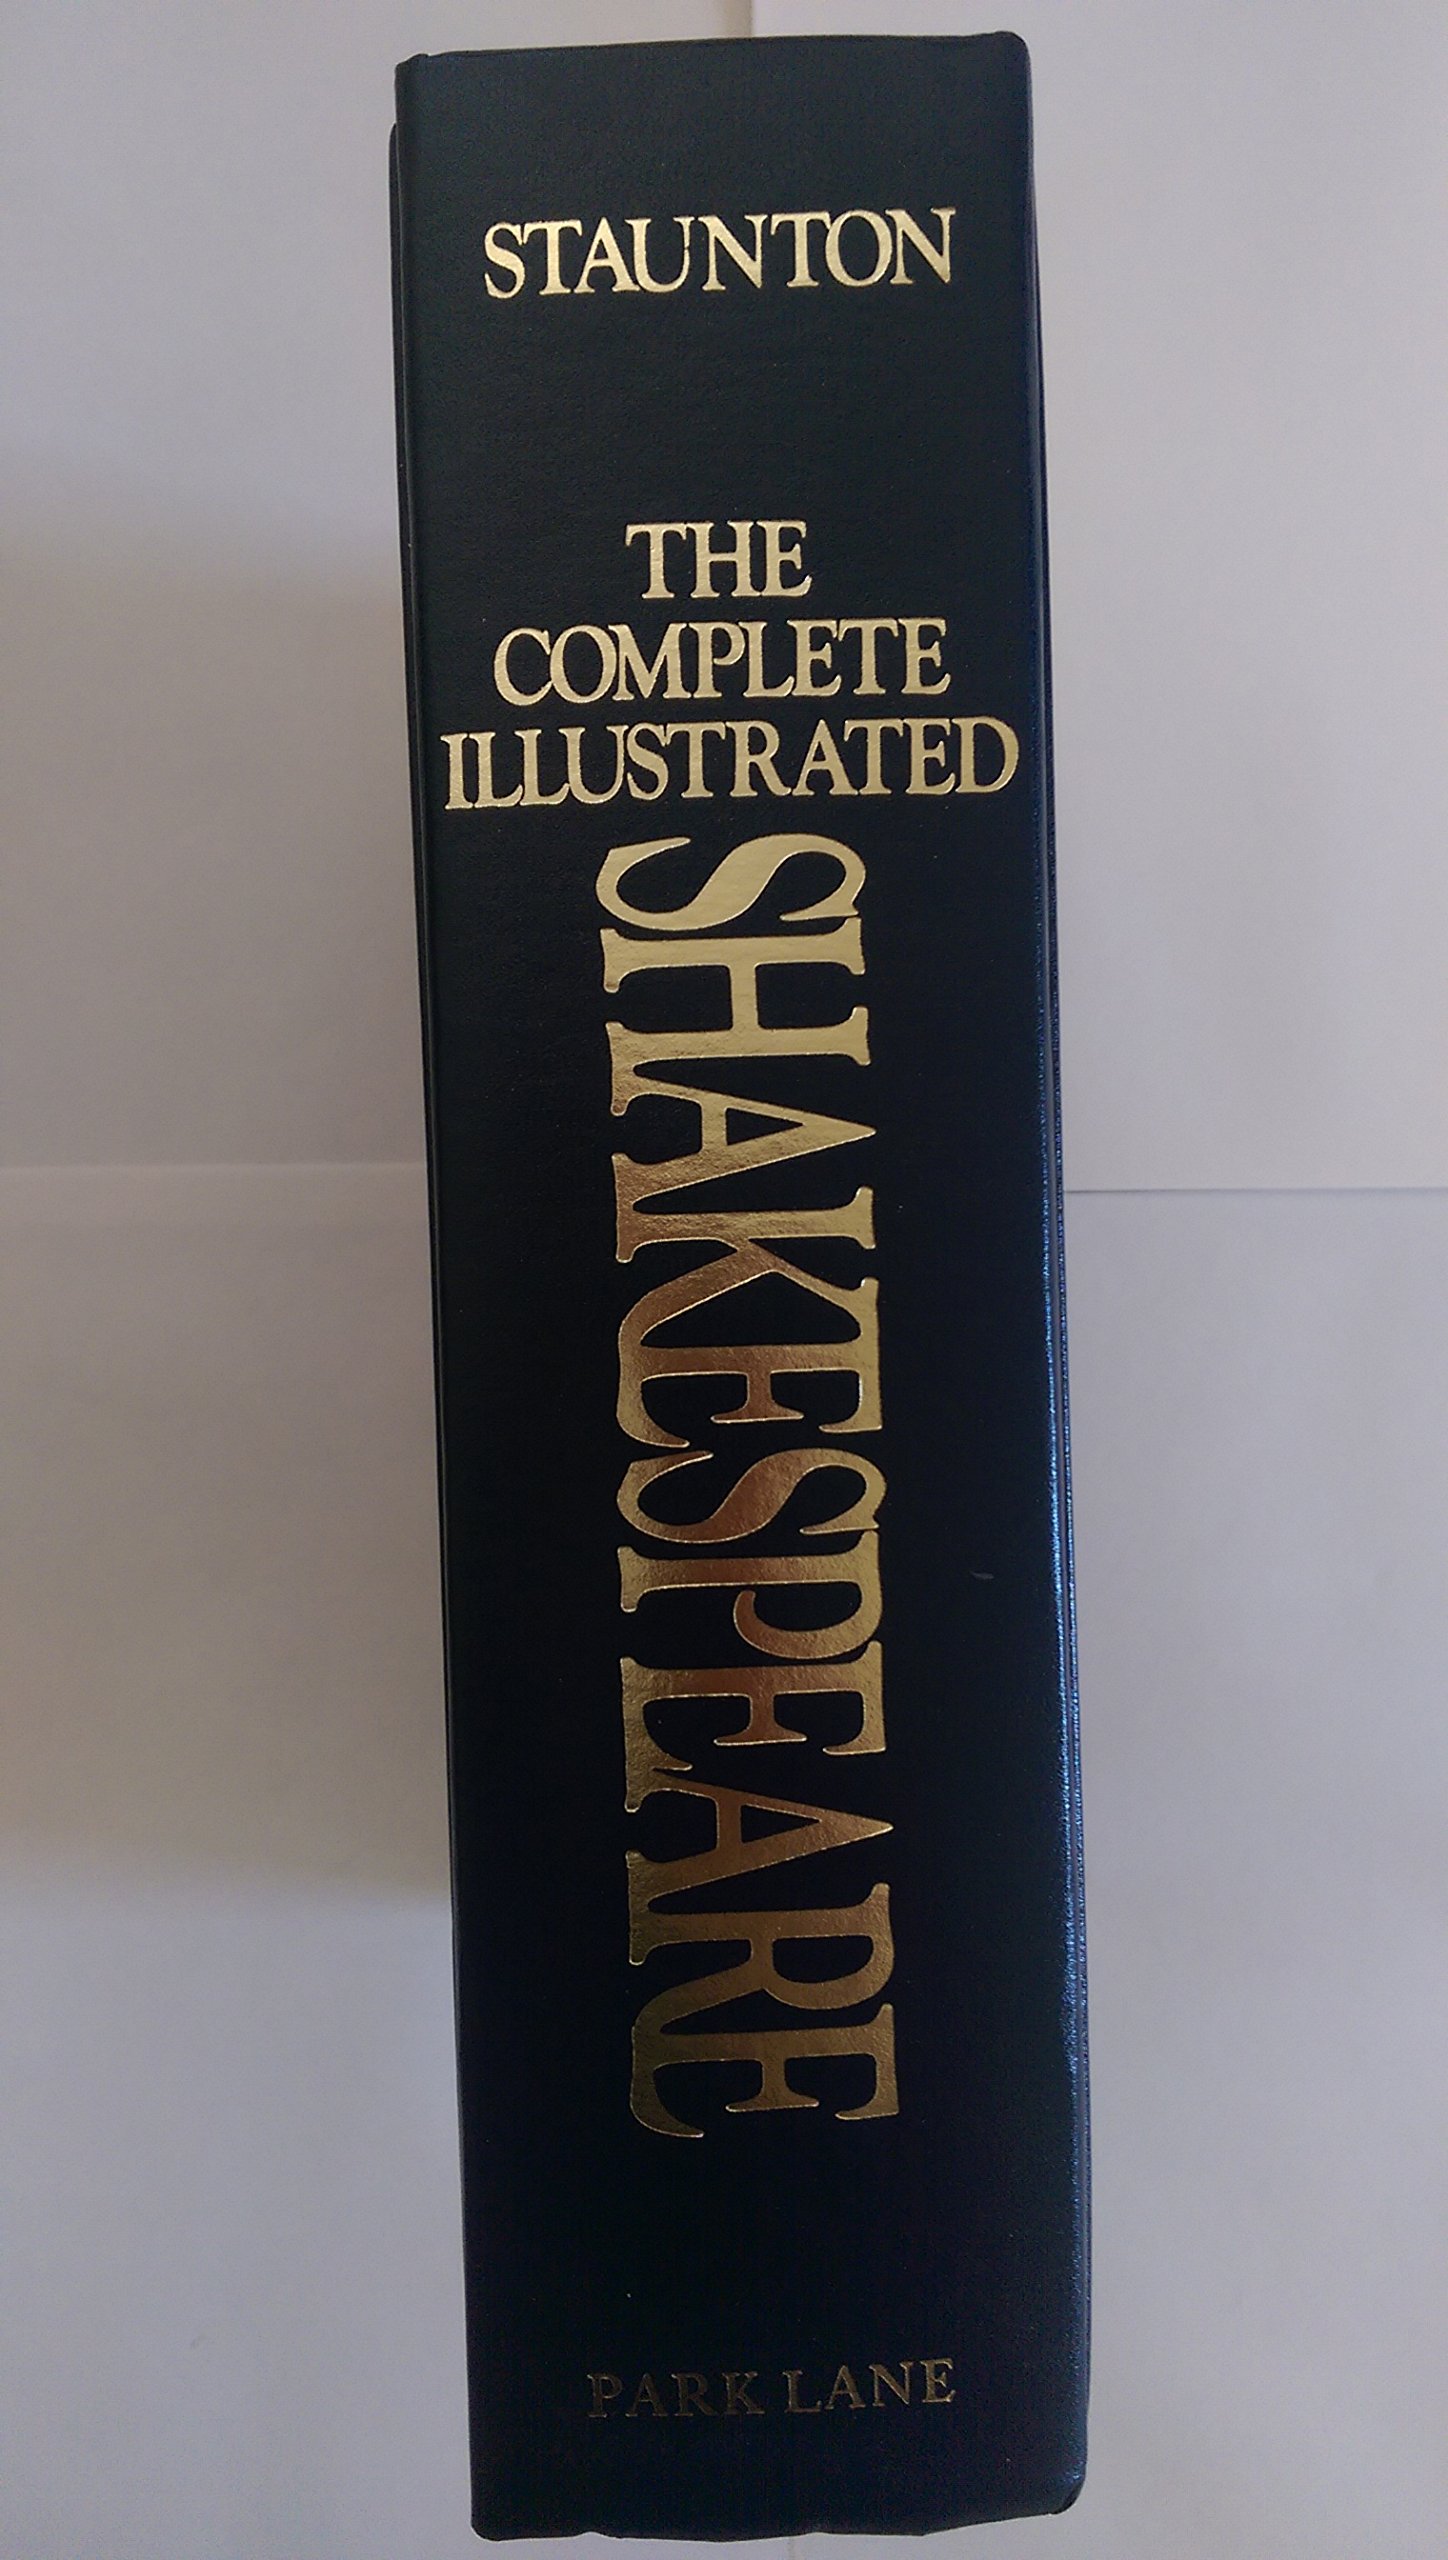 STAUNTON
THE
COMPLETE
ILLUSTRATED
SHAKESPEARE
PARK LANE